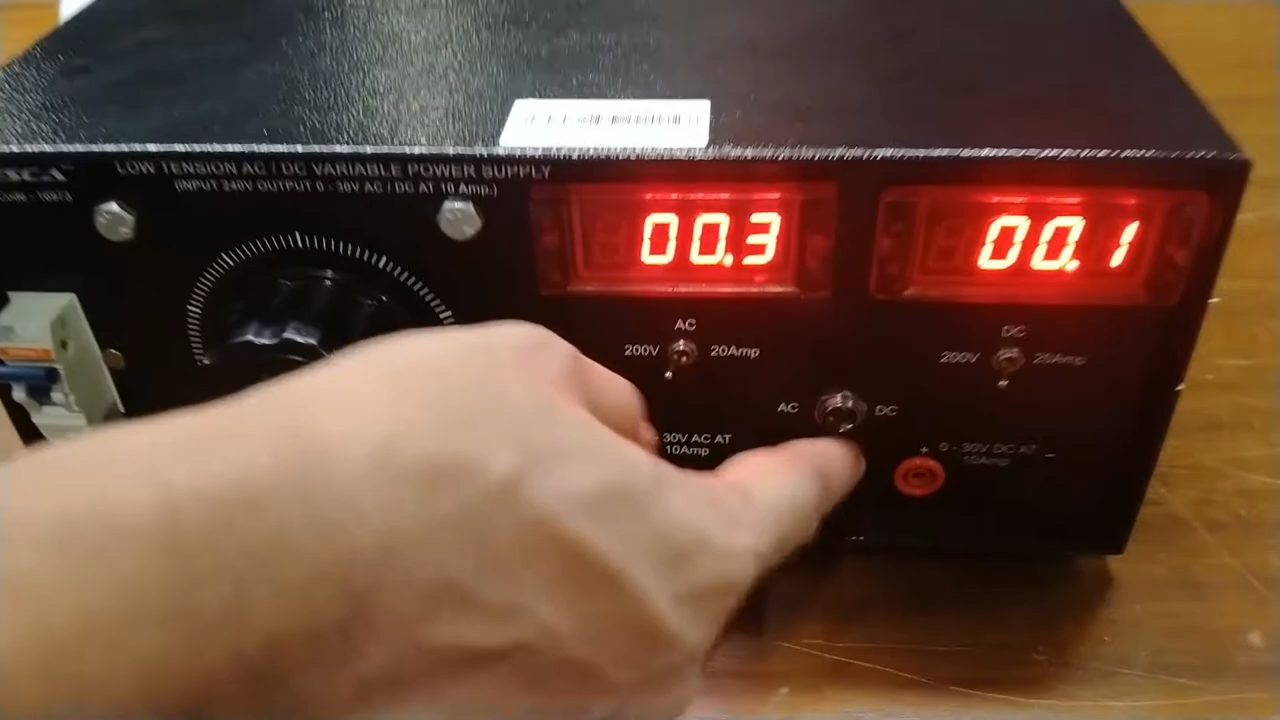 LOW TENSION AC / DC VARIABLE POWER SUPPLY
(INPUT 240V OUTPUT 0 - 30V AC / DC AT 10 Amp.)
00.3
00.1
AC
200V 20Amp
DC
200V 20Amp
AC DC
30V AC AT
10Amp
+ 0 - 30V DC AT -
10Amp